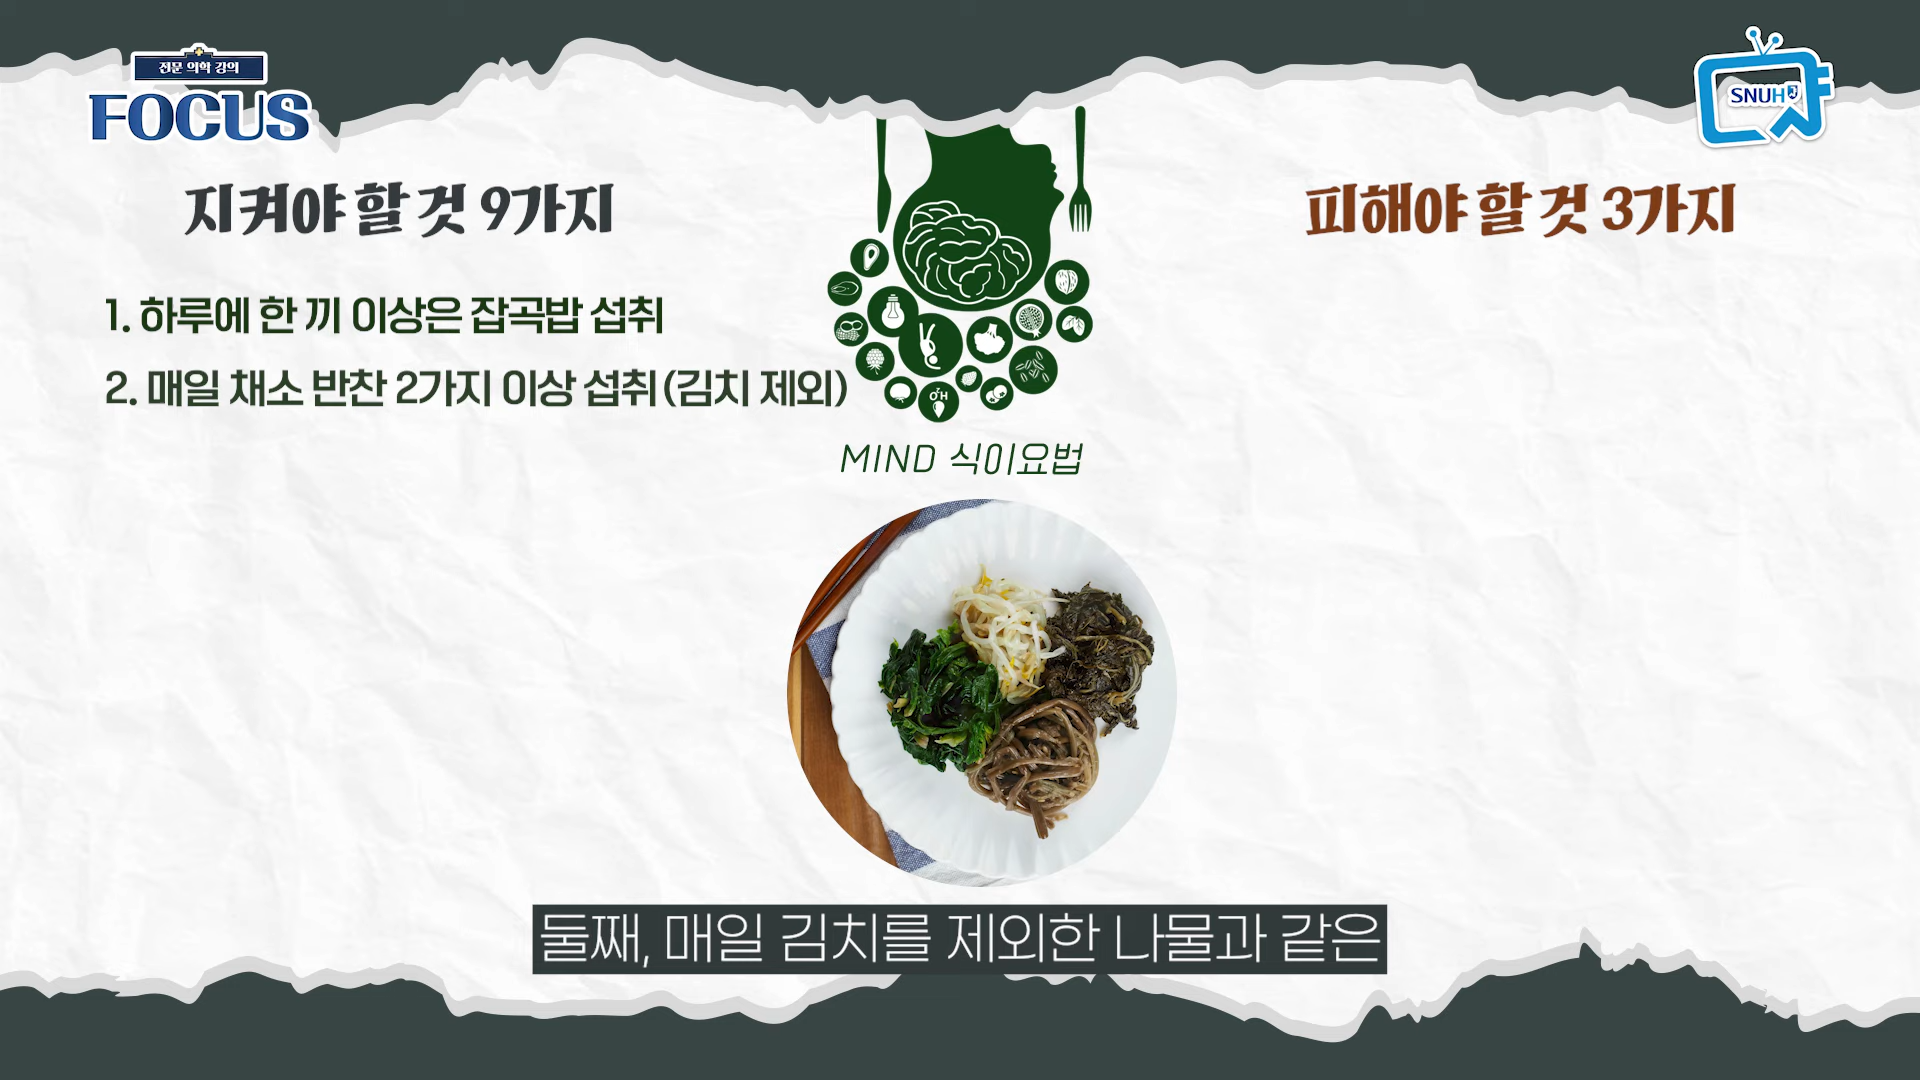 전문 의학 강의
FOCUS
SNUH
지켜야 할 것 9가지
피해야 할 것 3가지
1. 하루에 한 끼 이상은 잡곡밥 섭취
2. 매일 채소 반찬 2가지 이상 섭취 (김치 제외)
MIND 식이요법
둘째, 매일 김치를 제외한 나물과 같은